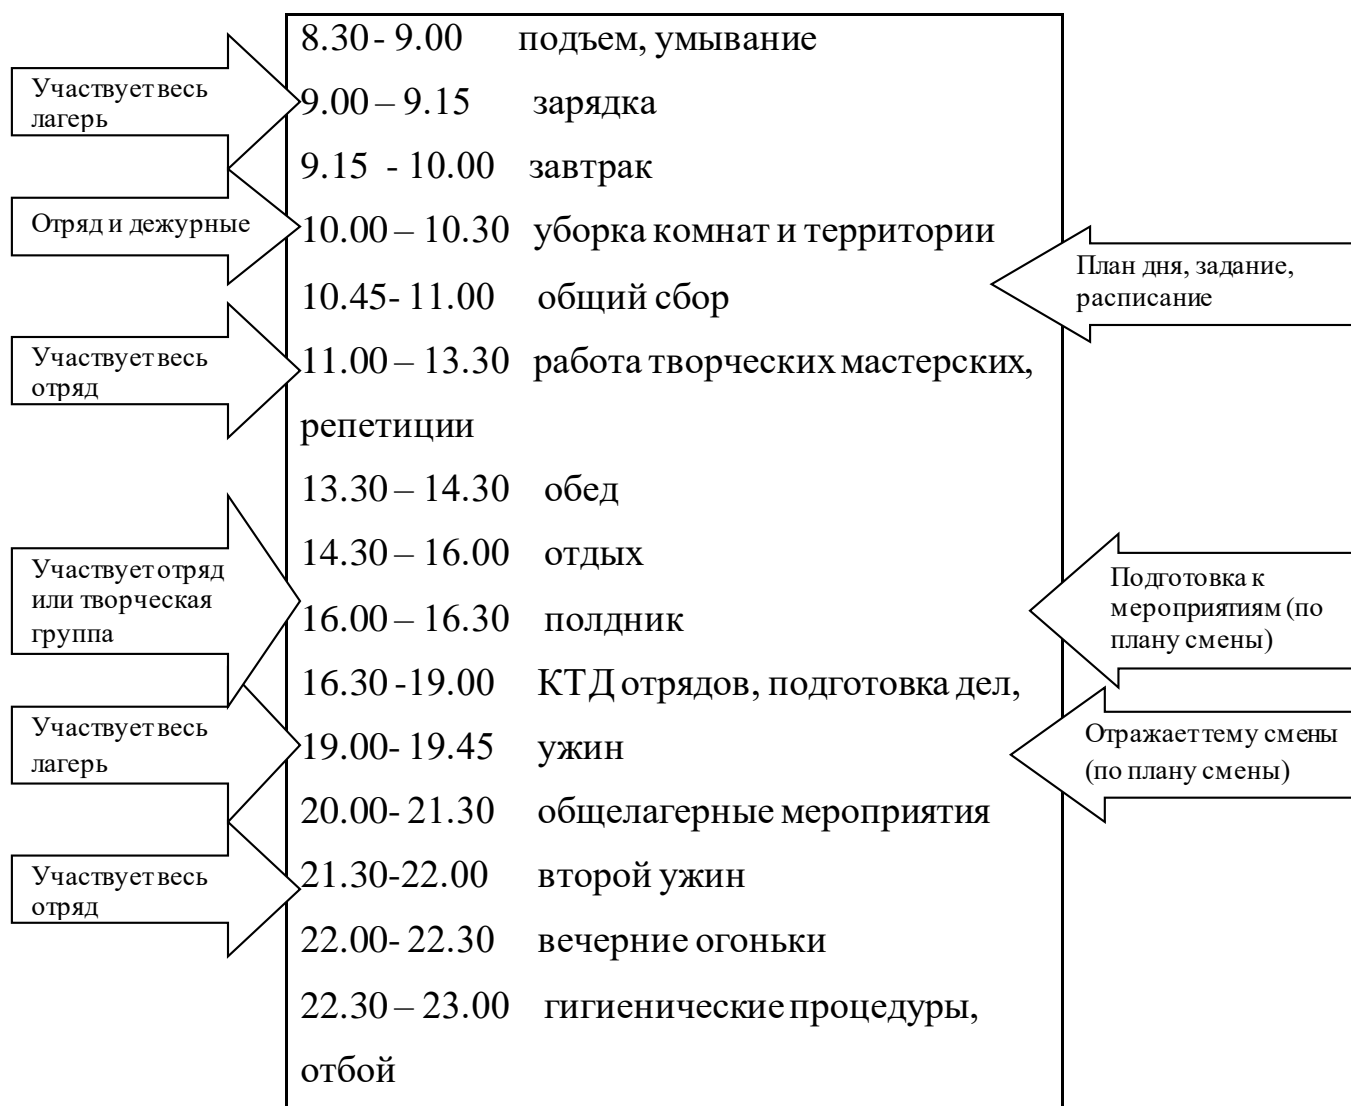 8.30 - 9.00 подъем, умывание
Участвует весь
лагерь
9.00 – 9.15 зарядка
9.15 - 10.00 завтрак
Отряд и дежурные
10.00 – 10.30 уборка комнат и территории
План дня, задание,
расписание
10.45- 11.00 общий сбор
Участвует весь
отряд
11.00 – 13.30 работа творческих мастерских,
репетиции
13.30 – 14.30 обед
14.30 – 16.00 отдых
Участвует отряд
или творческая
группа
16.00 – 16.30 полдник
Подготовка к
мероприятиям (по
плану смены)
16.30 -19.00 КТД отрядов, подготовка дел,
Участвует весь
лагерь
19.00- 19.45 ужин
Отражает тему смены
(по плану смены)
20.00- 21.30 общелагерные мероприятия
Участвует весь
отряд
21.30-22.00 второй ужин
22.00- 22.30 вечерние огоньки
22.30 – 23.00 гигиенические процедуры,
отбой